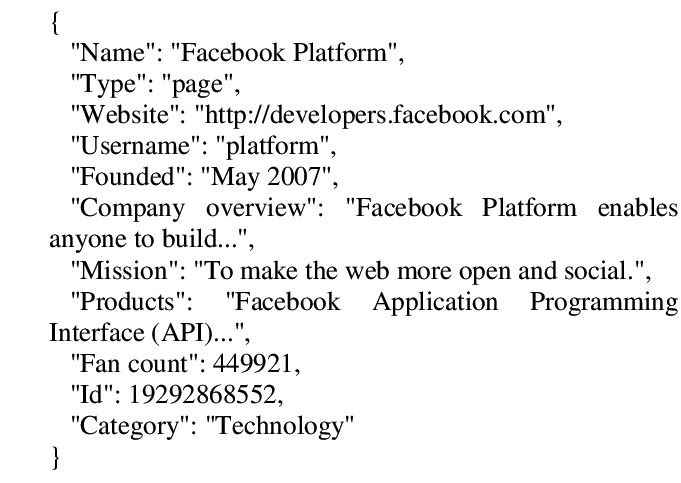 {
"Name": "Facebook Platform",
"Type": "page",
"Website": "http://developers.facebook.com",
"Username": "platform",
"Founded": "May 2007",
"Company overview": "Facebook Platform enables
anyone to build...",
"Mission": "To make the web more open and social.",
"Products": "Facebook Application Programming
Interface (API)...",
"Fan count": 449921,
"Id": 19292868552,
"Category": "Technology"
}